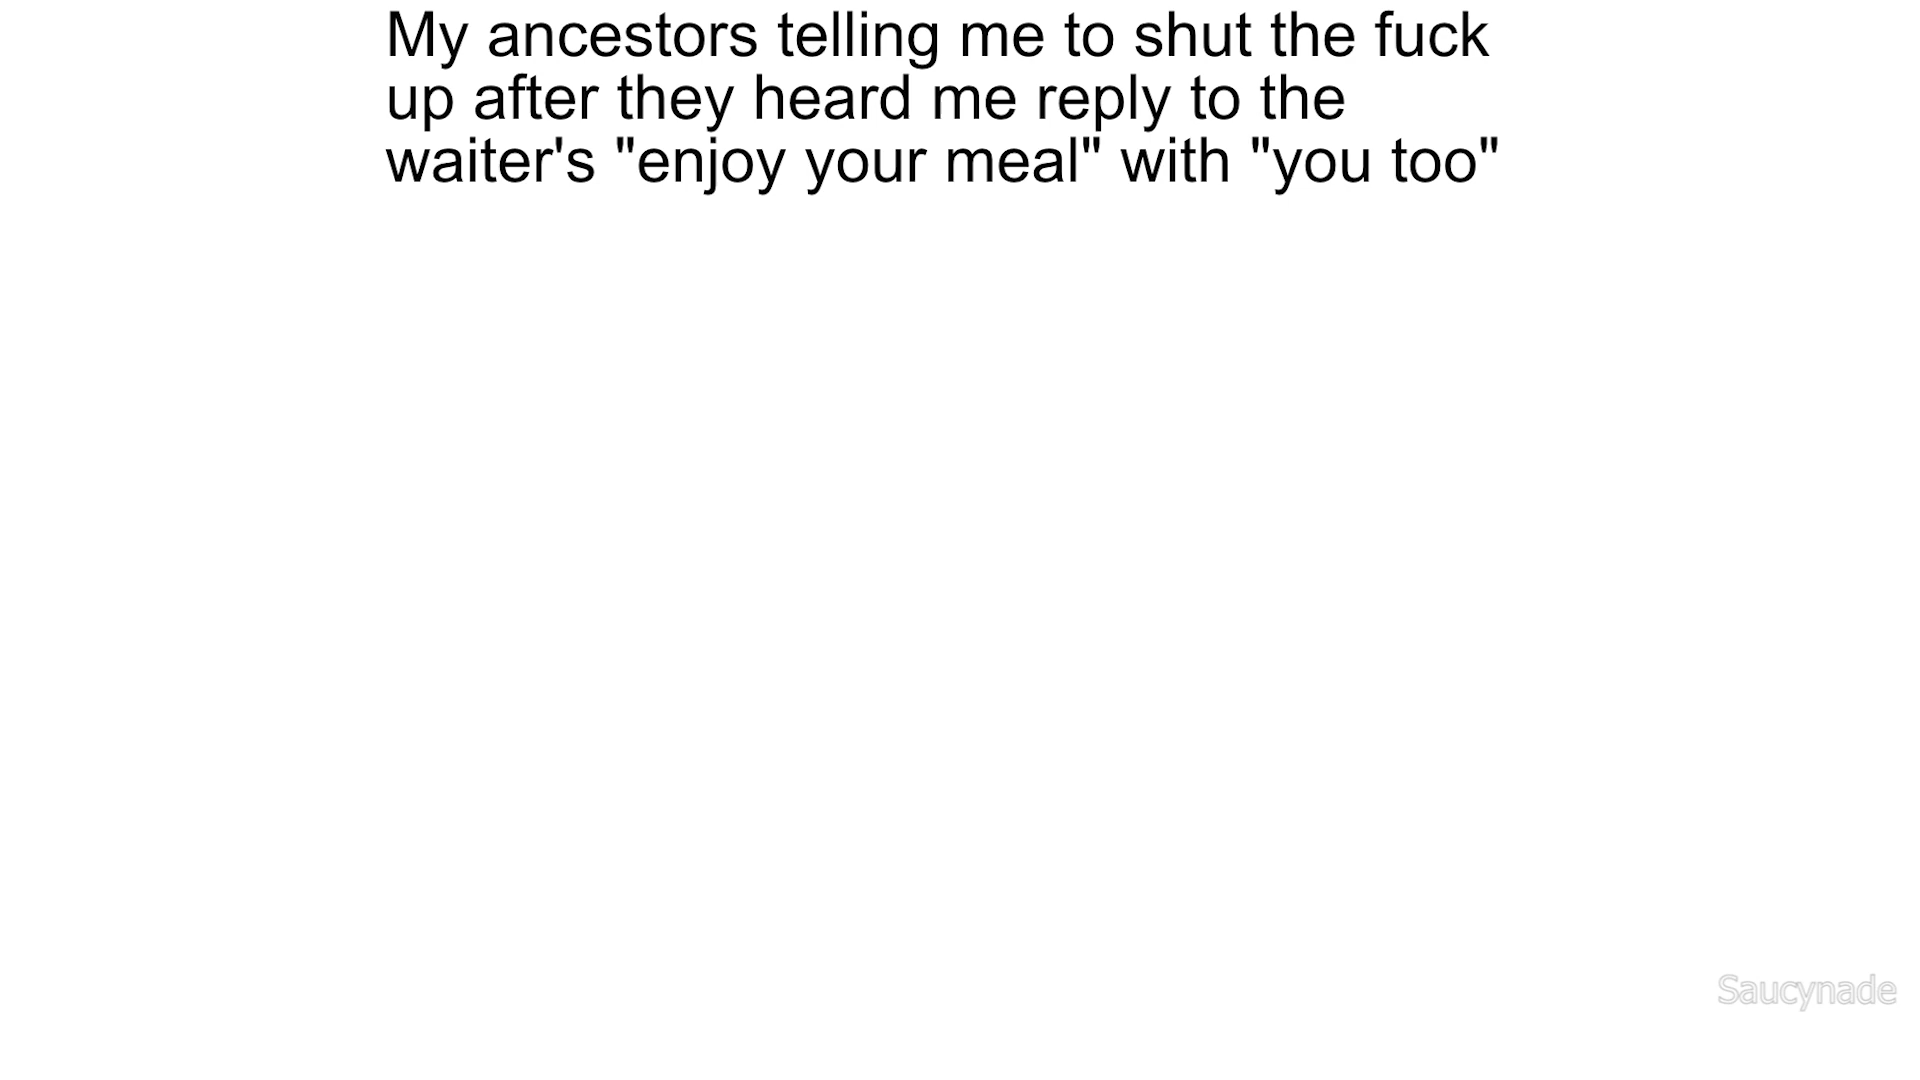 My ancestors telling me to shut the fuck
up after they heard me reply to the
waiter's "enjoy your meal" with "you too"
Saucynade